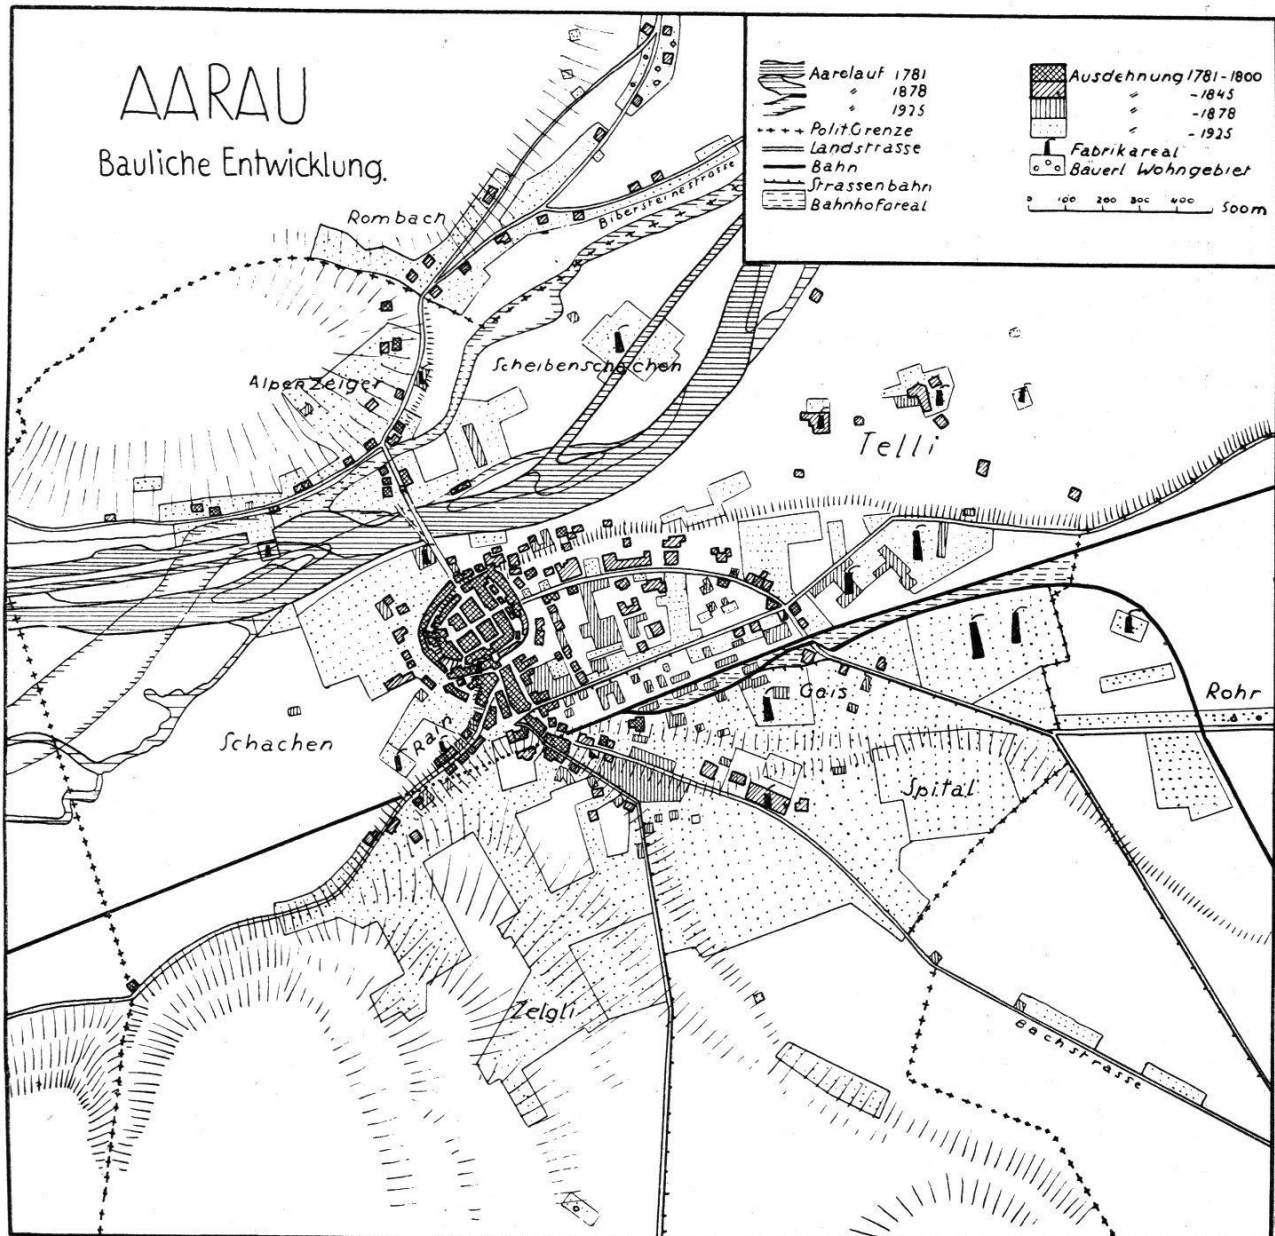 AARAU
Bauliche Entwicklung.
Aarelauf 1781
" 1878
" 1925
Polit. Grenze
Landstrasse
Bahn
Strassenbahn
Bahnhofareal
Ausdehnung 1781-1800
" -1845
" -1878
" -1925
Fabrikareal
Bäuerl Wohngebiet
0 100 200 300 400 500m
Rombach
Bibersteinestrasse
Alpenzeiger
Scheibenschachen
Telli
Schachen
Rain
Gais
Rohr
Spital
Zelgli
Bachstrasse